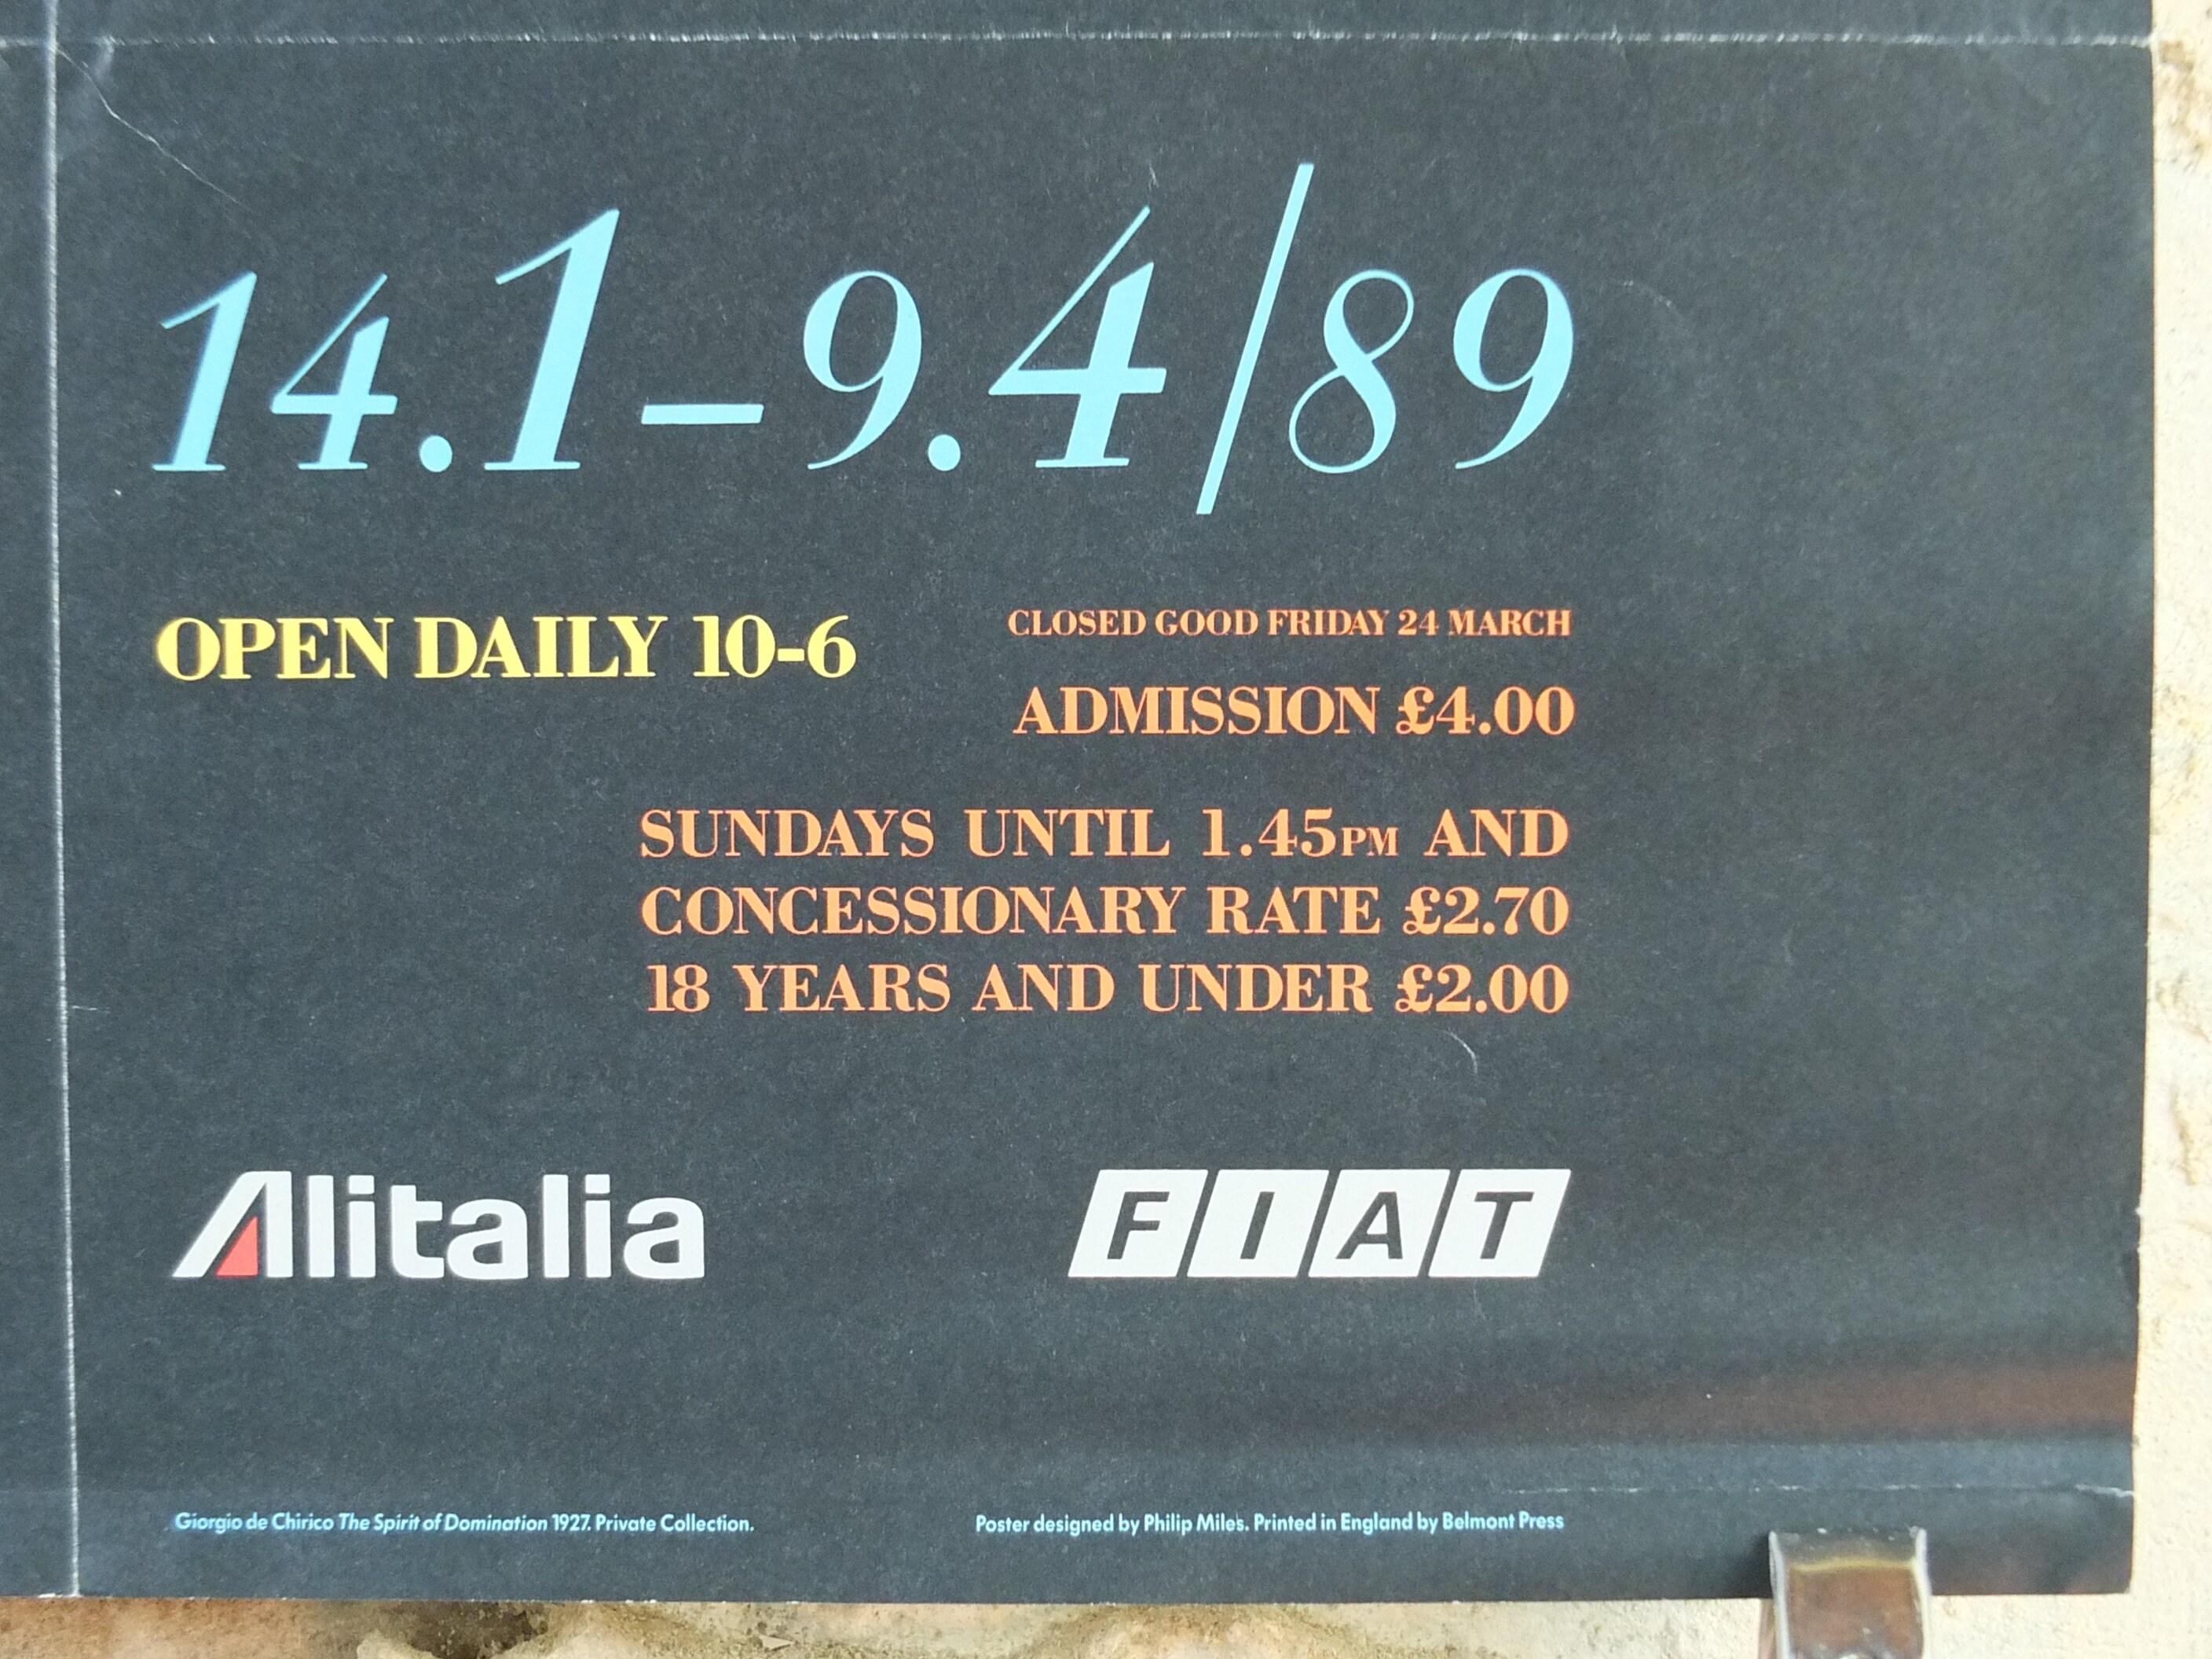 14.1–9.4/89
OPEN DAILY 10-6
CLOSED GOOD FRIDAY 24 MARCH
ADMISSION £4.00
SUNDAYS UNTIL 1.45PM AND
CONCESSIONARY RATE £2.70
18 YEARS AND UNDER £2.00
Alitalia
FIAT
Giorgio de Chirico The Spirit of Domination 1927. Private Collection.
Poster designed by Philip Miles. Printed in England by Belmont Press